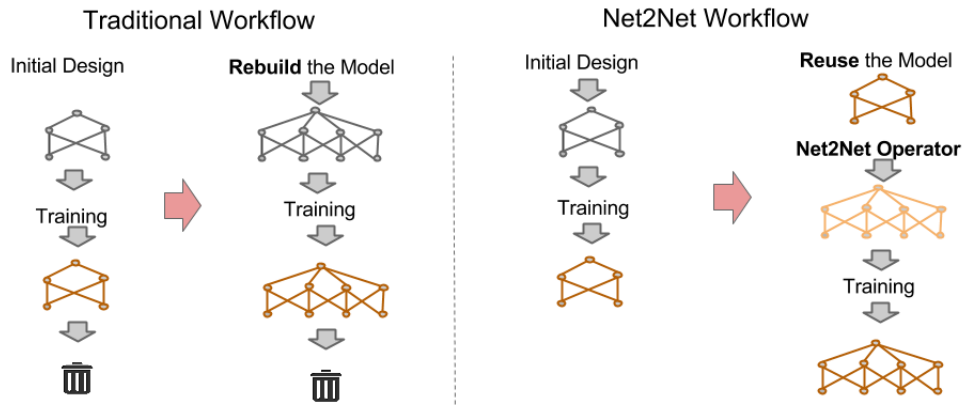 Traditional Workflow
Initial Design
Rebuild the Model
Training
Training
Net2Net Workflow
Initial Design
Reuse the Model
Net2Net Operator
Training
Training